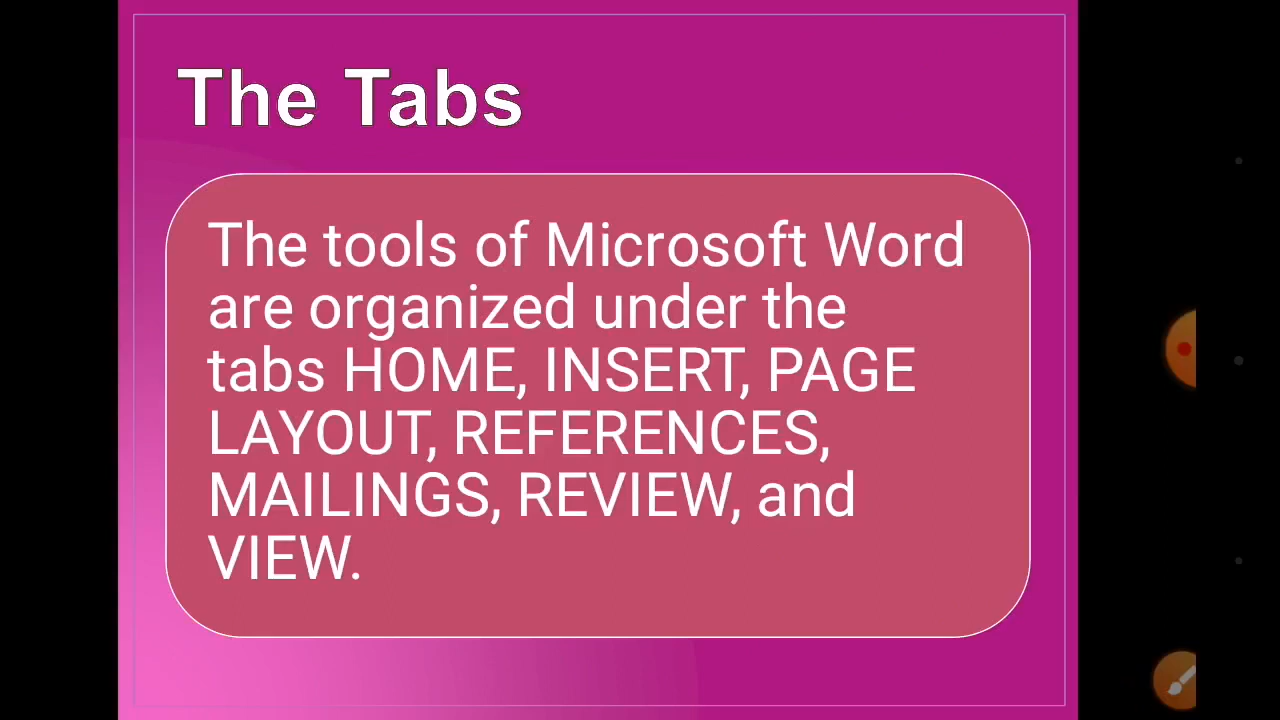 The Tabs
The tools of Microsoft Word
are organized under the
tabs HOME, INSERT, PAGE
LAYOUT, REFERENCES,
MAILINGS, REVIEW, and
VIEW.